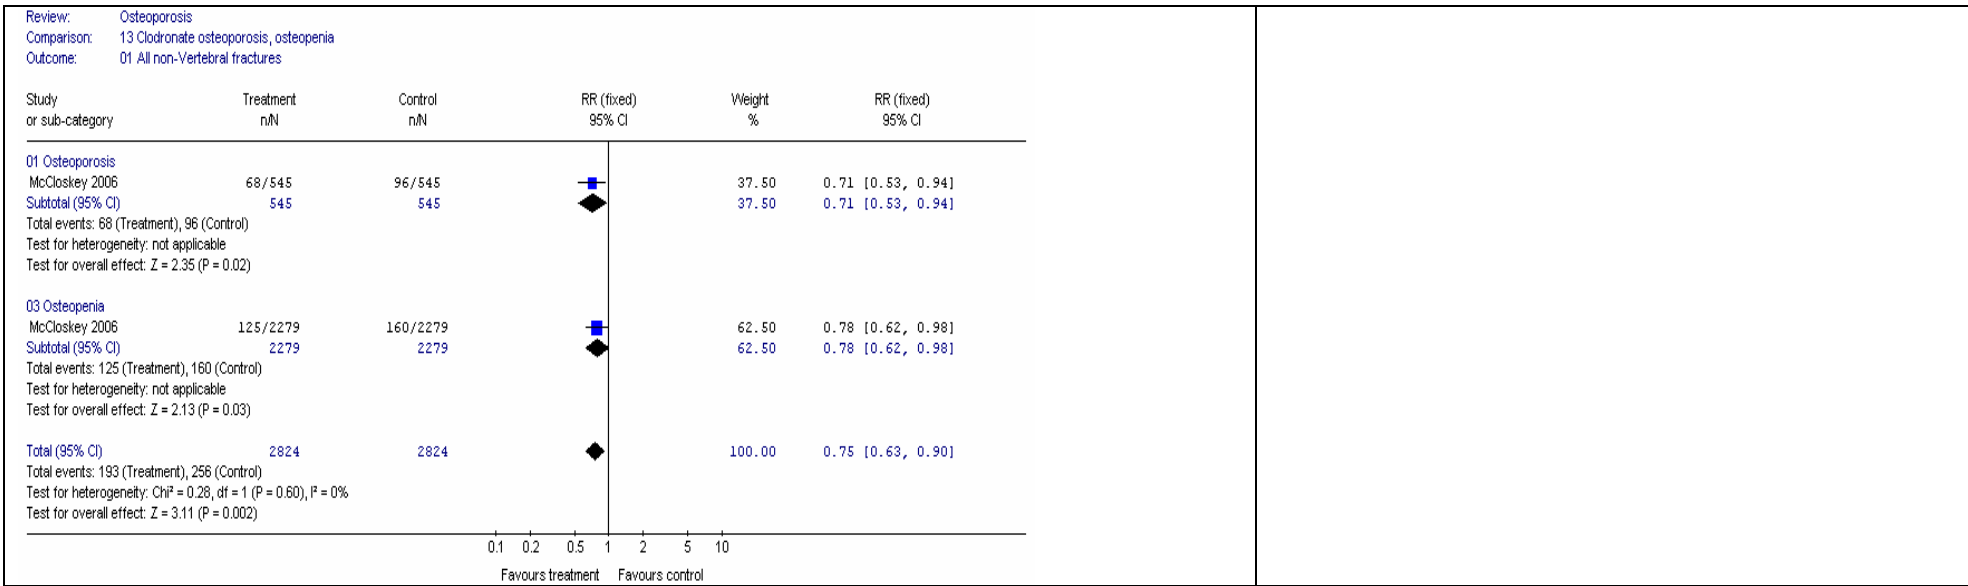 Review: Osteoporosis
Comparison: 13 Clodronate osteoporosis, osteopenia
Outcome: 01 All non-Vertebral fractures
Study Treatment Control RR (fixed) Weight RR (fixed)
or sub-category n/N n/N 95% CI % 95% CI
01 Osteoporosis
McCloskey 2006 68/545 96/545 37.50 0.71 [0.53, 0.94]
Subtotal (95% CI) 545 545 37.50 0.71 [0.53, 0.94]
Total events: 68 (Treatment), 96 (Control)
Test for heterogeneity: not applicable
Test for overall effect: Z = 2.35 (P = 0.02)
03 Osteopenia
McCloskey 2006 125/2279 160/2279 62.50 0.78 [0.62, 0.98]
Subtotal (95% CI) 2279 2279 62.50 0.78 [0.62, 0.98]
Total events: 125 (Treatment), 160 (Control)
Test for heterogeneity: not applicable
Test for overall effect: Z = 2.13 (P = 0.03)
Total (95% CI) 2824 2824 100.00 0.75 [0.63, 0.90]
Total events: 193 (Treatment), 256 (Control)
Test for heterogeneity: Chi² = 0.28, df = 1 (P = 0.60), I² = 0%
Test for overall effect: Z = 3.11 (P = 0.002)
0.1 0.2 0.5 1 2 5 10
Favours treatment Favours control